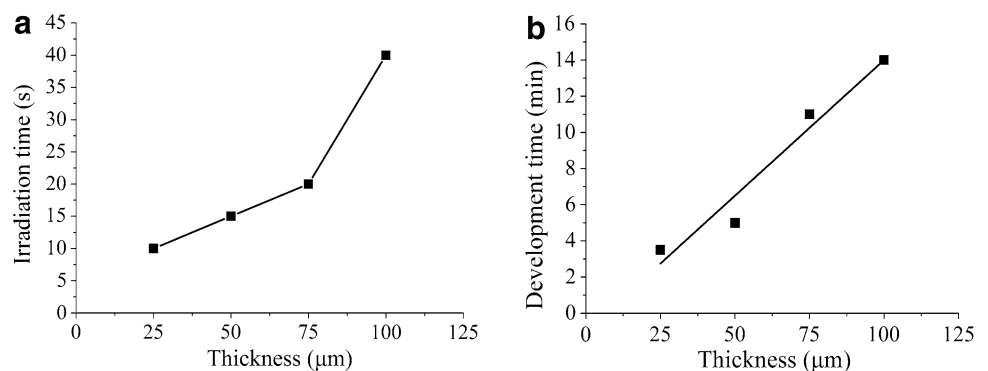 a
45
40
35
30
25
20
15
10
5
0
Irradiation time (s)
0 25 50 75 100 125
Thickness (μm)
b
16
14
12
10
8
6
4
2
0
Development time (min)
0 25 50 75 100 125
Thickness (μm)